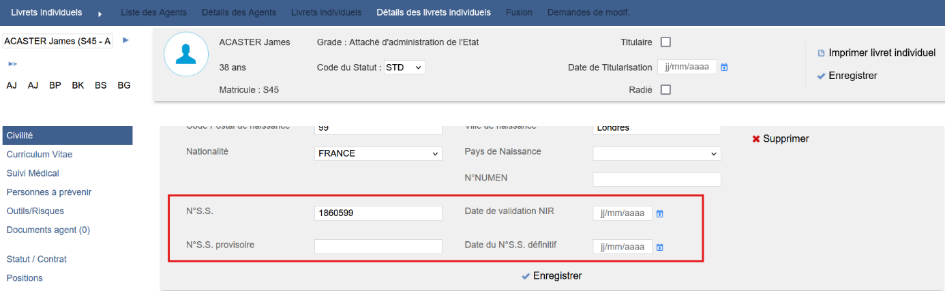 Livrets Individuels Liste des Agents Détails des Agents Livrets individuels Détails des livrets individuels Fusion Demandes de modif.
ACASTER James (S45 - A
AJ AJ BP BK BS BG
ACASTER James Grade : Attaché d'administration de l'Etat Titulaire
38 ans Code du Statut : STD Date de Titularisation jj/mm/aaaa
Matricule : S45 Radié
Imprimer livret individuel
Enregistrer
Civilité
Curriculum Vitae
Suivi Médical
Personnes à prévenir
Outils/Risques
Documents agent (0)
Statut / Contrat
Positions
Code Postal de naissance 99 Ville de naissance Londres
Nationalité FRANCE Pays de Naissance
N°NUMEN
N°S.S. 1860599 Date de validation NIR jj/mm/aaaa
N°S.S. provisoire Date du N°S.S. définitif jj/mm/aaaa
Enregistrer
Supprimer